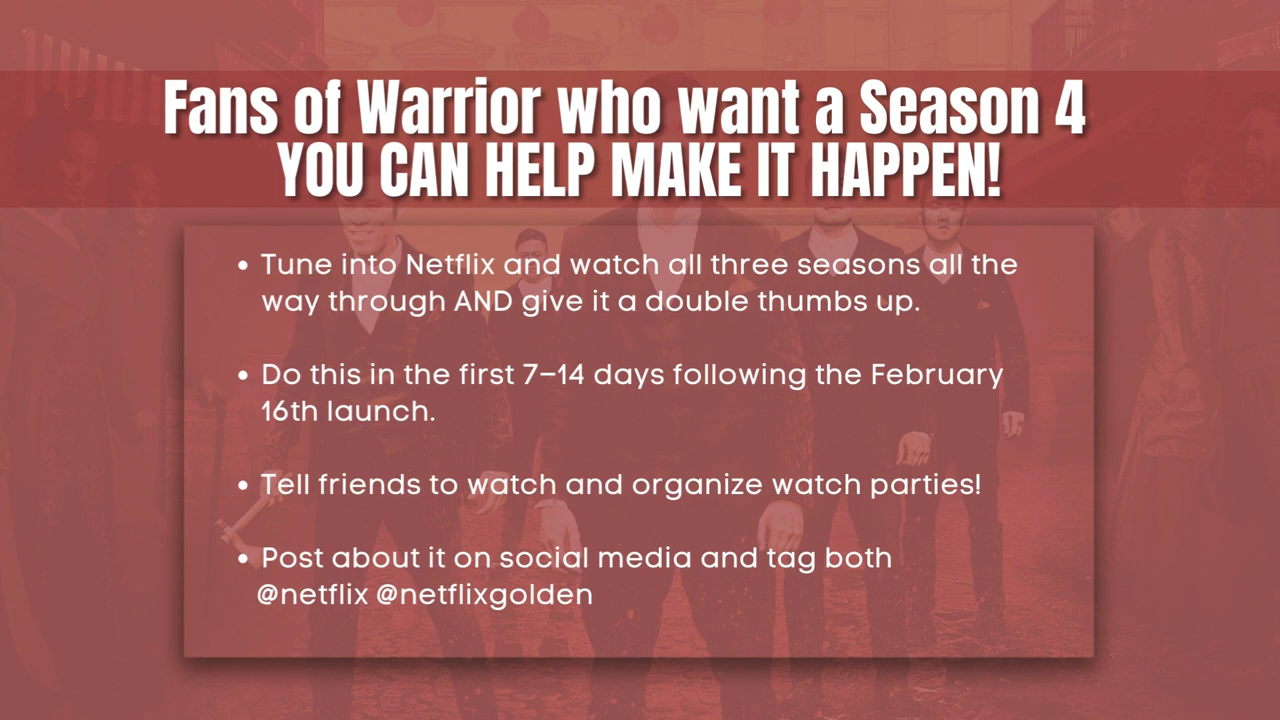 Fans of Warrior who want a Season 4
YOU CAN HELP MAKE IT HAPPEN!
• Tune into Netflix and watch all three seasons all the
way through AND give it a double thumbs up.
• Do this in the first 7–14 days following the February
16th launch.
• Tell friends to watch and organize watch parties!
• Post about it on social media and tag both
@netflix @netflixgolden